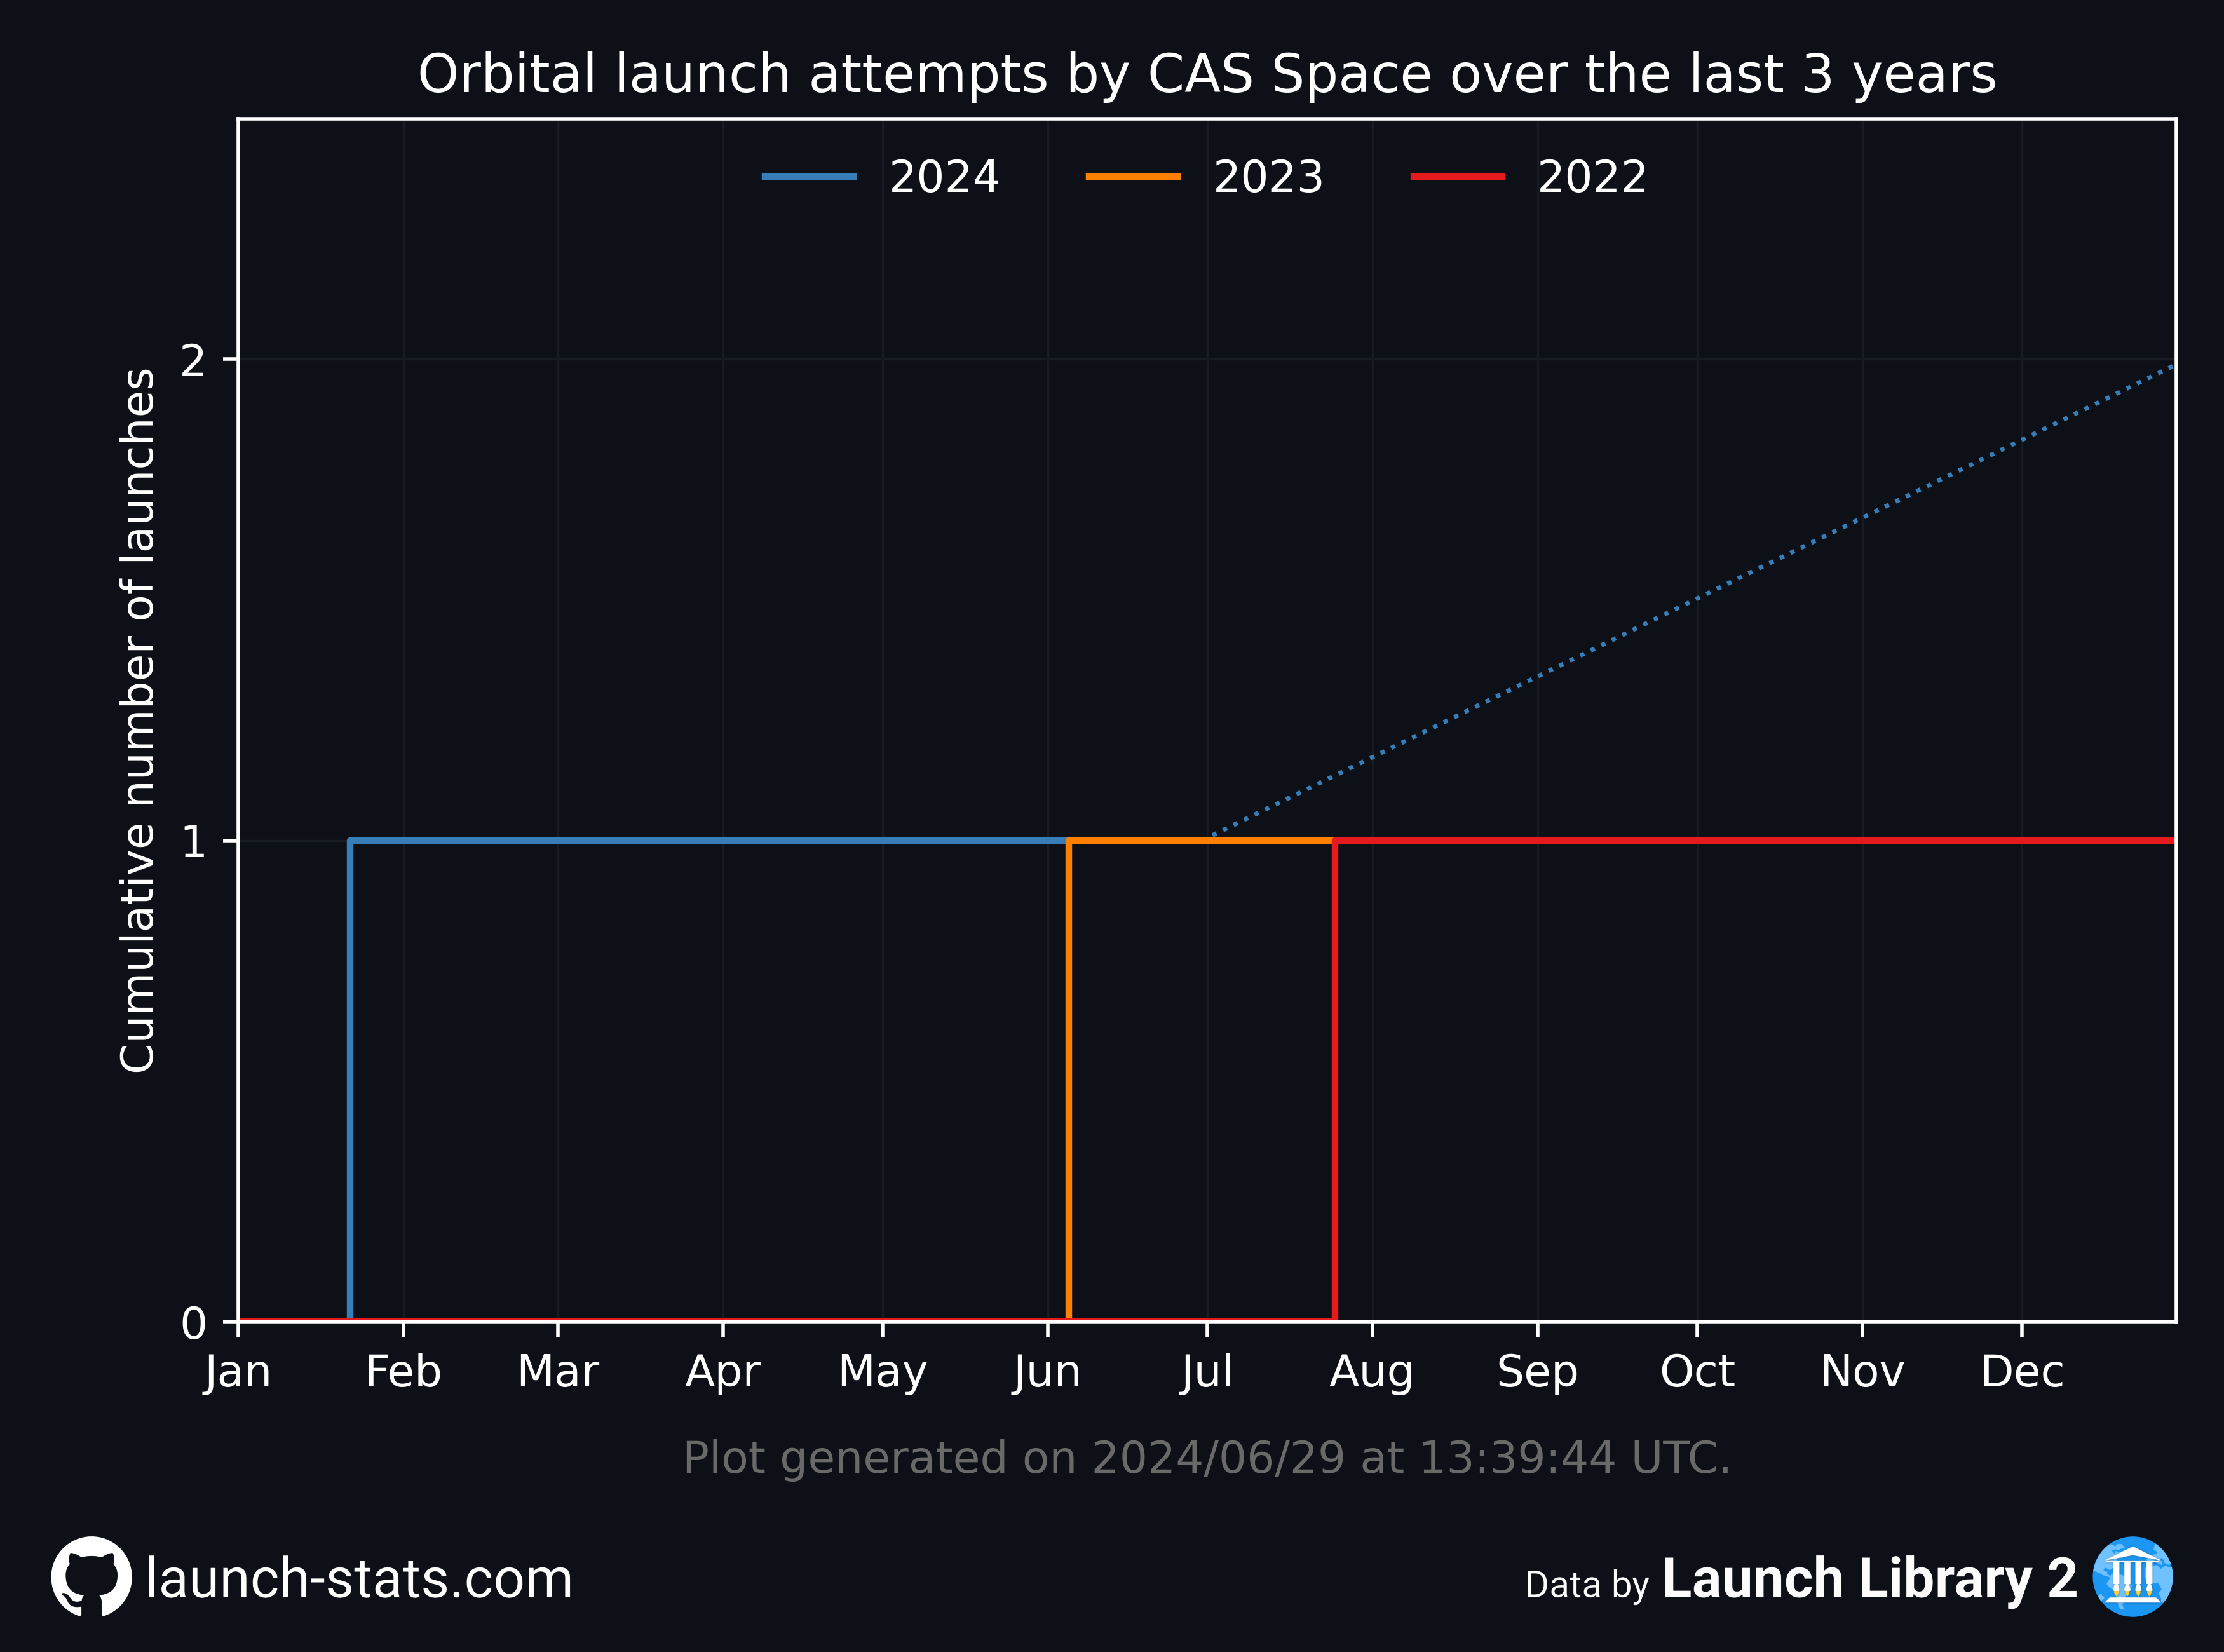 Orbital launch attempts by CAS Space over the last 3 years
2024 2023 2022
Cumulative number of launches
2
1
0
Jan Feb Mar Apr May Jun Jul Aug Sep Oct Nov Dec
Plot generated on 2024/06/29 at 13:39:44 UTC.
launch-stats.com
Data by Launch Library 2